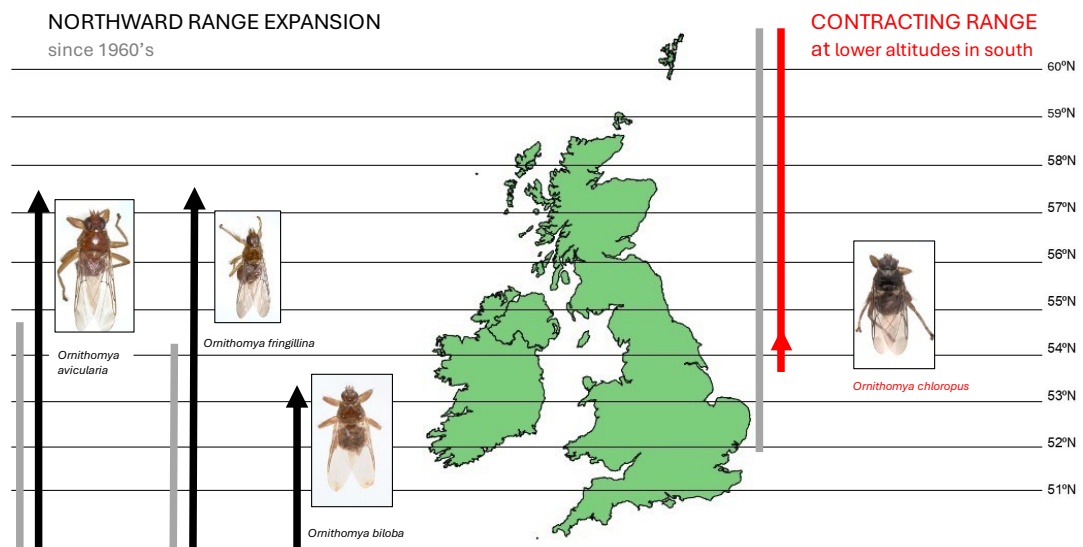 NORTHWARD RANGE EXPANSION
since 1960's
CONTRACTING RANGE
at lower altitudes in south
60ºN
59ºN
58ºN
57ºN
56ºN
55ºN
54ºN
53ºN
52ºN
51ºN
Ornithomya
avicularia
Ornithomya fringillina
Ornithomya biloba
Ornithomya chloropus